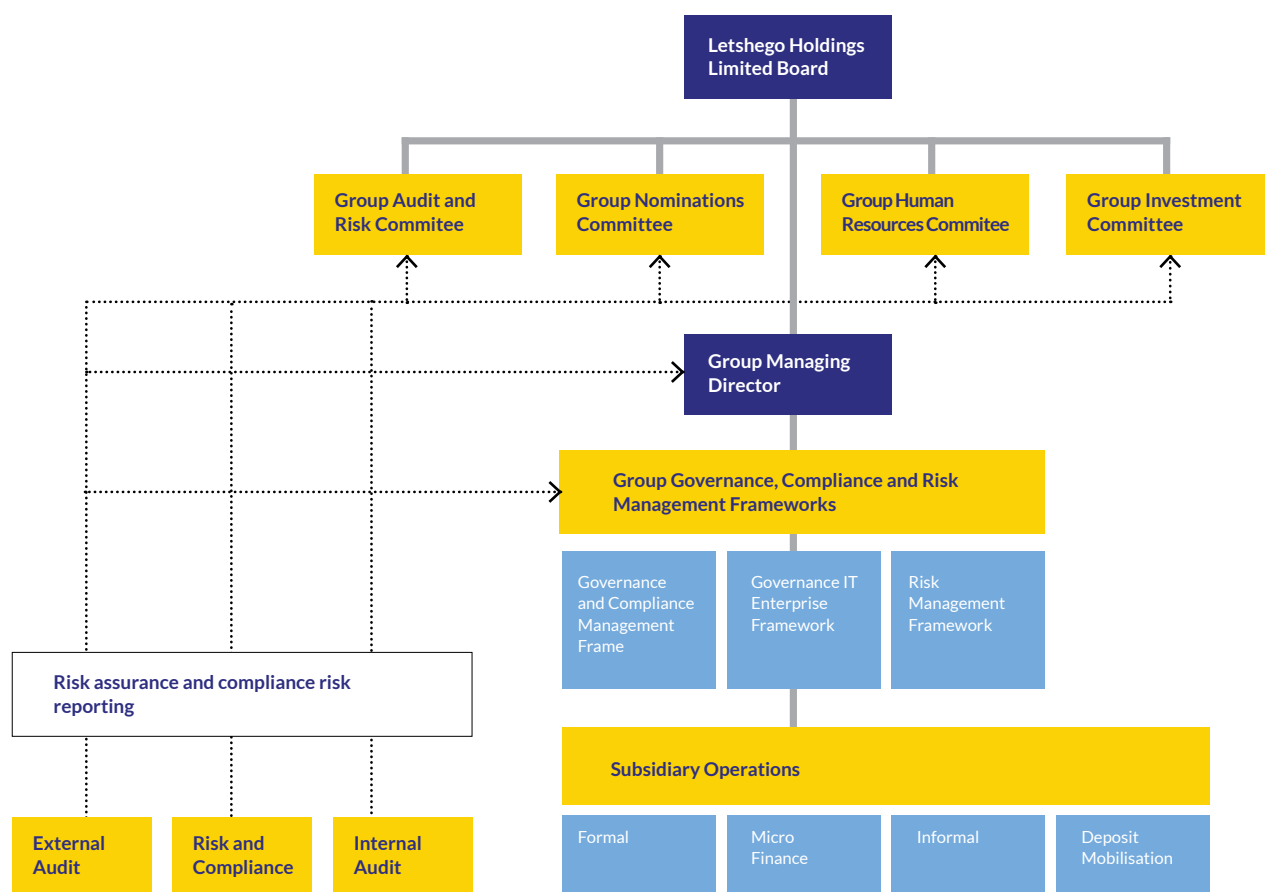 Letshego Holdings
Limited Board
Group Audit and
Risk Commitee
Group Nominations
Committee
Group Human
Resources Commitee
Group Investment
Committee
Group Managing
Director
Group Governance, Compliance and Risk
Management Frameworks
Governance
and Compliance
Management
Frame
Governance IT
Enterprise
Framework
Risk
Management
Framework
Risk assurance and compliance risk
reporting
Subsidiary Operations
External
Audit
Risk and
Compliance
Internal
Audit
Formal
Micro
Finance
Informal
Deposit
Mobilisation